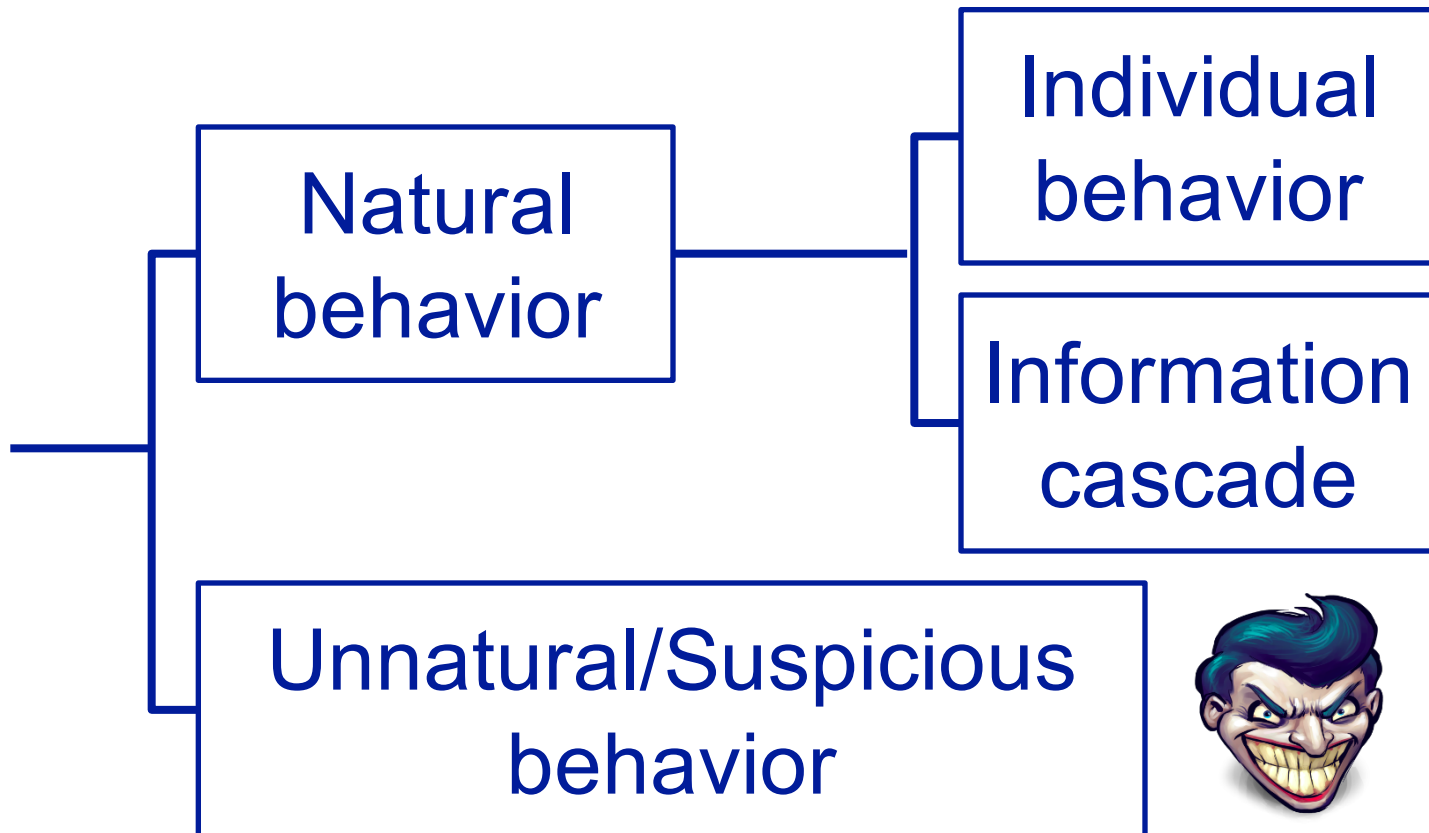 Natural
behavior
Individual
behavior
Information
cascade
Unnatural/Suspicious
behavior